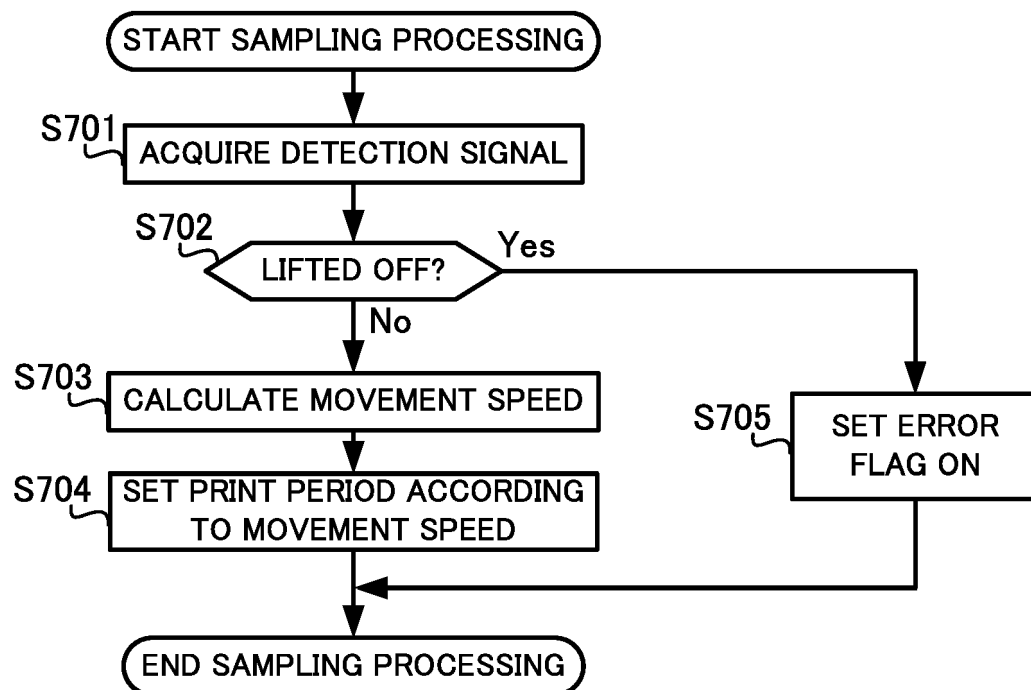 START SAMPLING PROCESSING
S701
ACQUIRE DETECTION SIGNAL
S702
LIFTED OFF?
Yes
No
S703
CALCULATE MOVEMENT SPEED
S704
SET PRINT PERIOD ACCORDING
TO MOVEMENT SPEED
S705
SET ERROR
FLAG ON
END SAMPLING PROCESSING